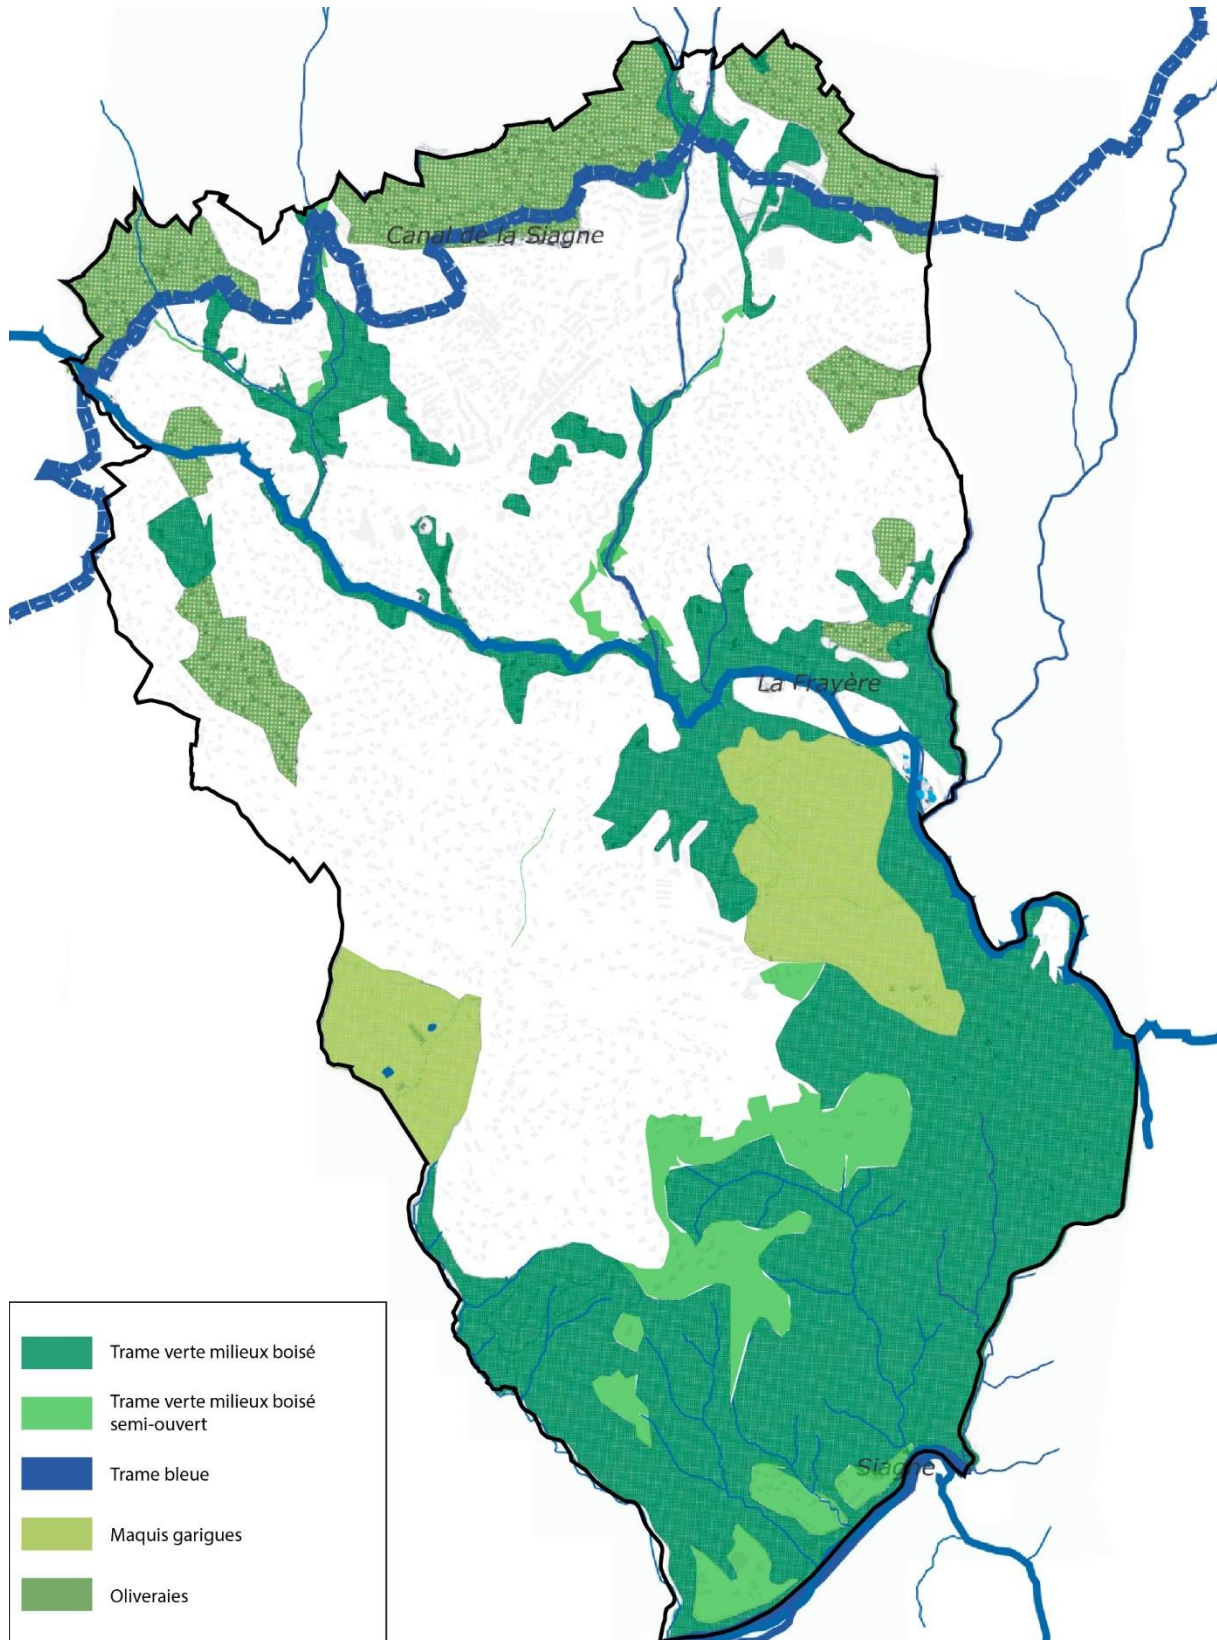 Canal de la Siagne
La Frayère
Siagne
Trame verte milieux boisé
Trame verte milieux boisé
semi-ouvert
Trame bleue
Maquis garigues
Oliveraies